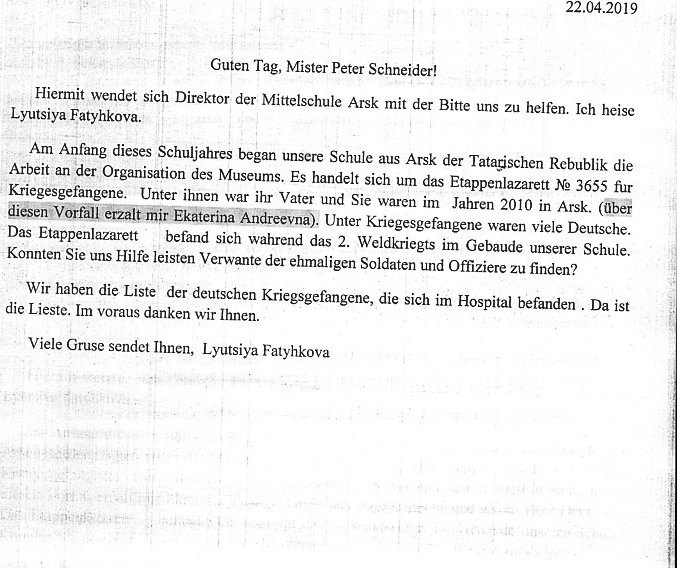 22.04.2019
Guten Tag, Mister Peter Schneider!
Hiermit wendet sich Direktor der Mittelschule Arsk mit der Bitte uns zu helfen. Ich heise
Lyutsiya Fatyhkova.
Am Anfang dieses Schuljahres began unsere Schule aus Arsk der Tatarischen Rebublik die
Arbeit an der Organisation des Museums. Es handelt sich um das Etappenlazarett № 3655 fur
Kriegesgefangene. Unter ihnen war ihr Vater und Sie waren im Jahren 2010 in Arsk. (über
diesen Vorfall erzalt mir Ekaterina Andreevna). Unter Kriegesgefangene waren viele Deutsche.
Das Etappenlazarett befand sich wahrend das 2. Weldkriegts im Gebaude unserer Schule.
Konnten Sie uns Hilfe leisten Verwante der ehmaligen Soldaten und Offiziere zu finden?
Wir haben die Liste der deutschen Kriegsgefangene, die sich im Hospital befanden . Da ist
die Lieste. Im voraus danken wir Ihnen.
Viele Gruse sendet Ihnen, Lyutsiya Fatyhkova